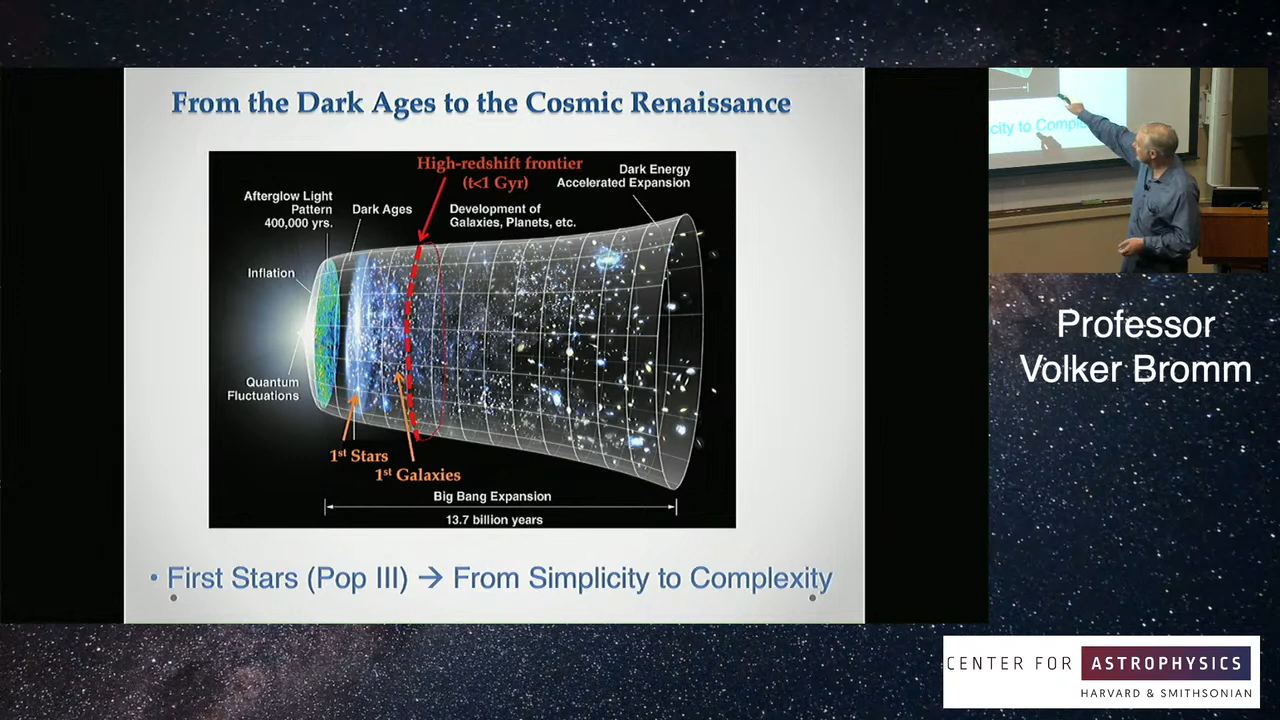 From the Dark Ages to the Cosmic Renaissance
High-redshift frontier
(t<1 Gyr)
Dark Energy
Accelerated Expansion
Afterglow Light
Pattern
400,000 yrs.
Dark Ages
Development of
Galaxies, Planets, etc.
Inflation
Quantum
Fluctuations
1st Stars
1st Galaxies
Big Bang Expansion
13.7 billion years
• First Stars (Pop III) → From Simplicity to Complexity
city to Comple
Professor
Volker Bromm
CENTER FOR ASTROPHYSICS
HARVARD & SMITHSONIAN